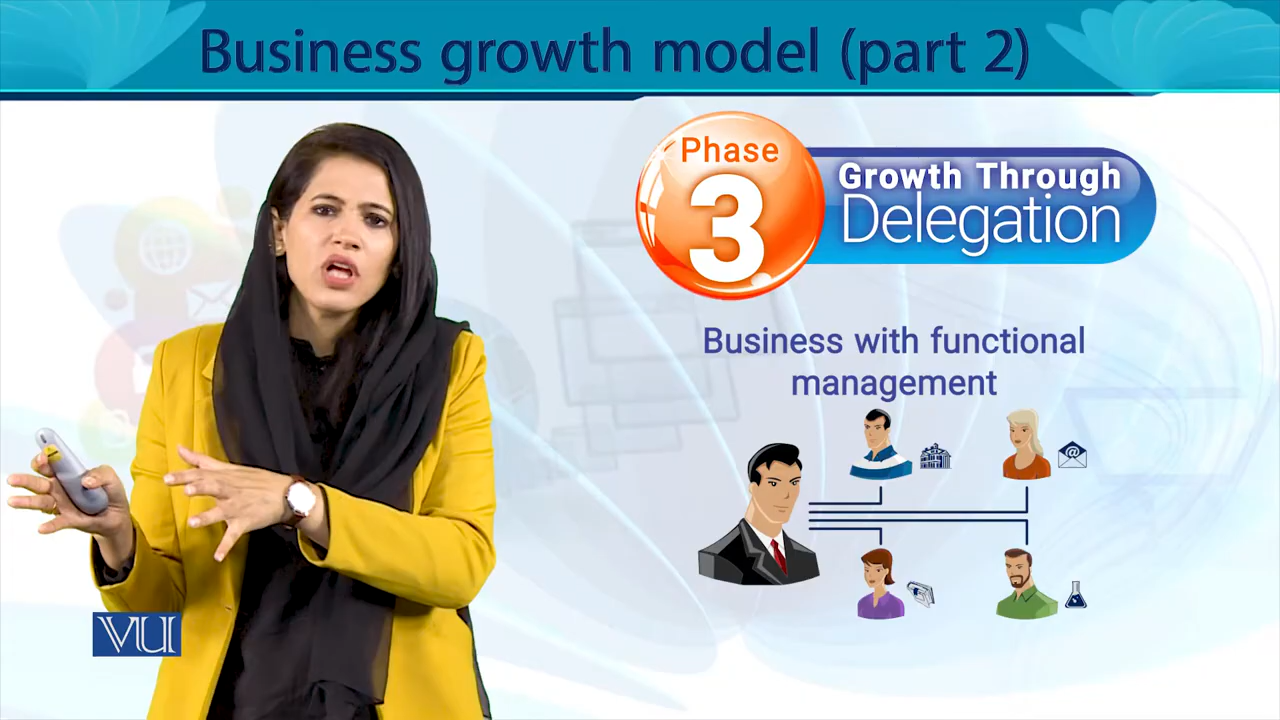 Business growth model (part 2)
Phase
3
Growth Through
Delegation
Business with functional
management
@
VU